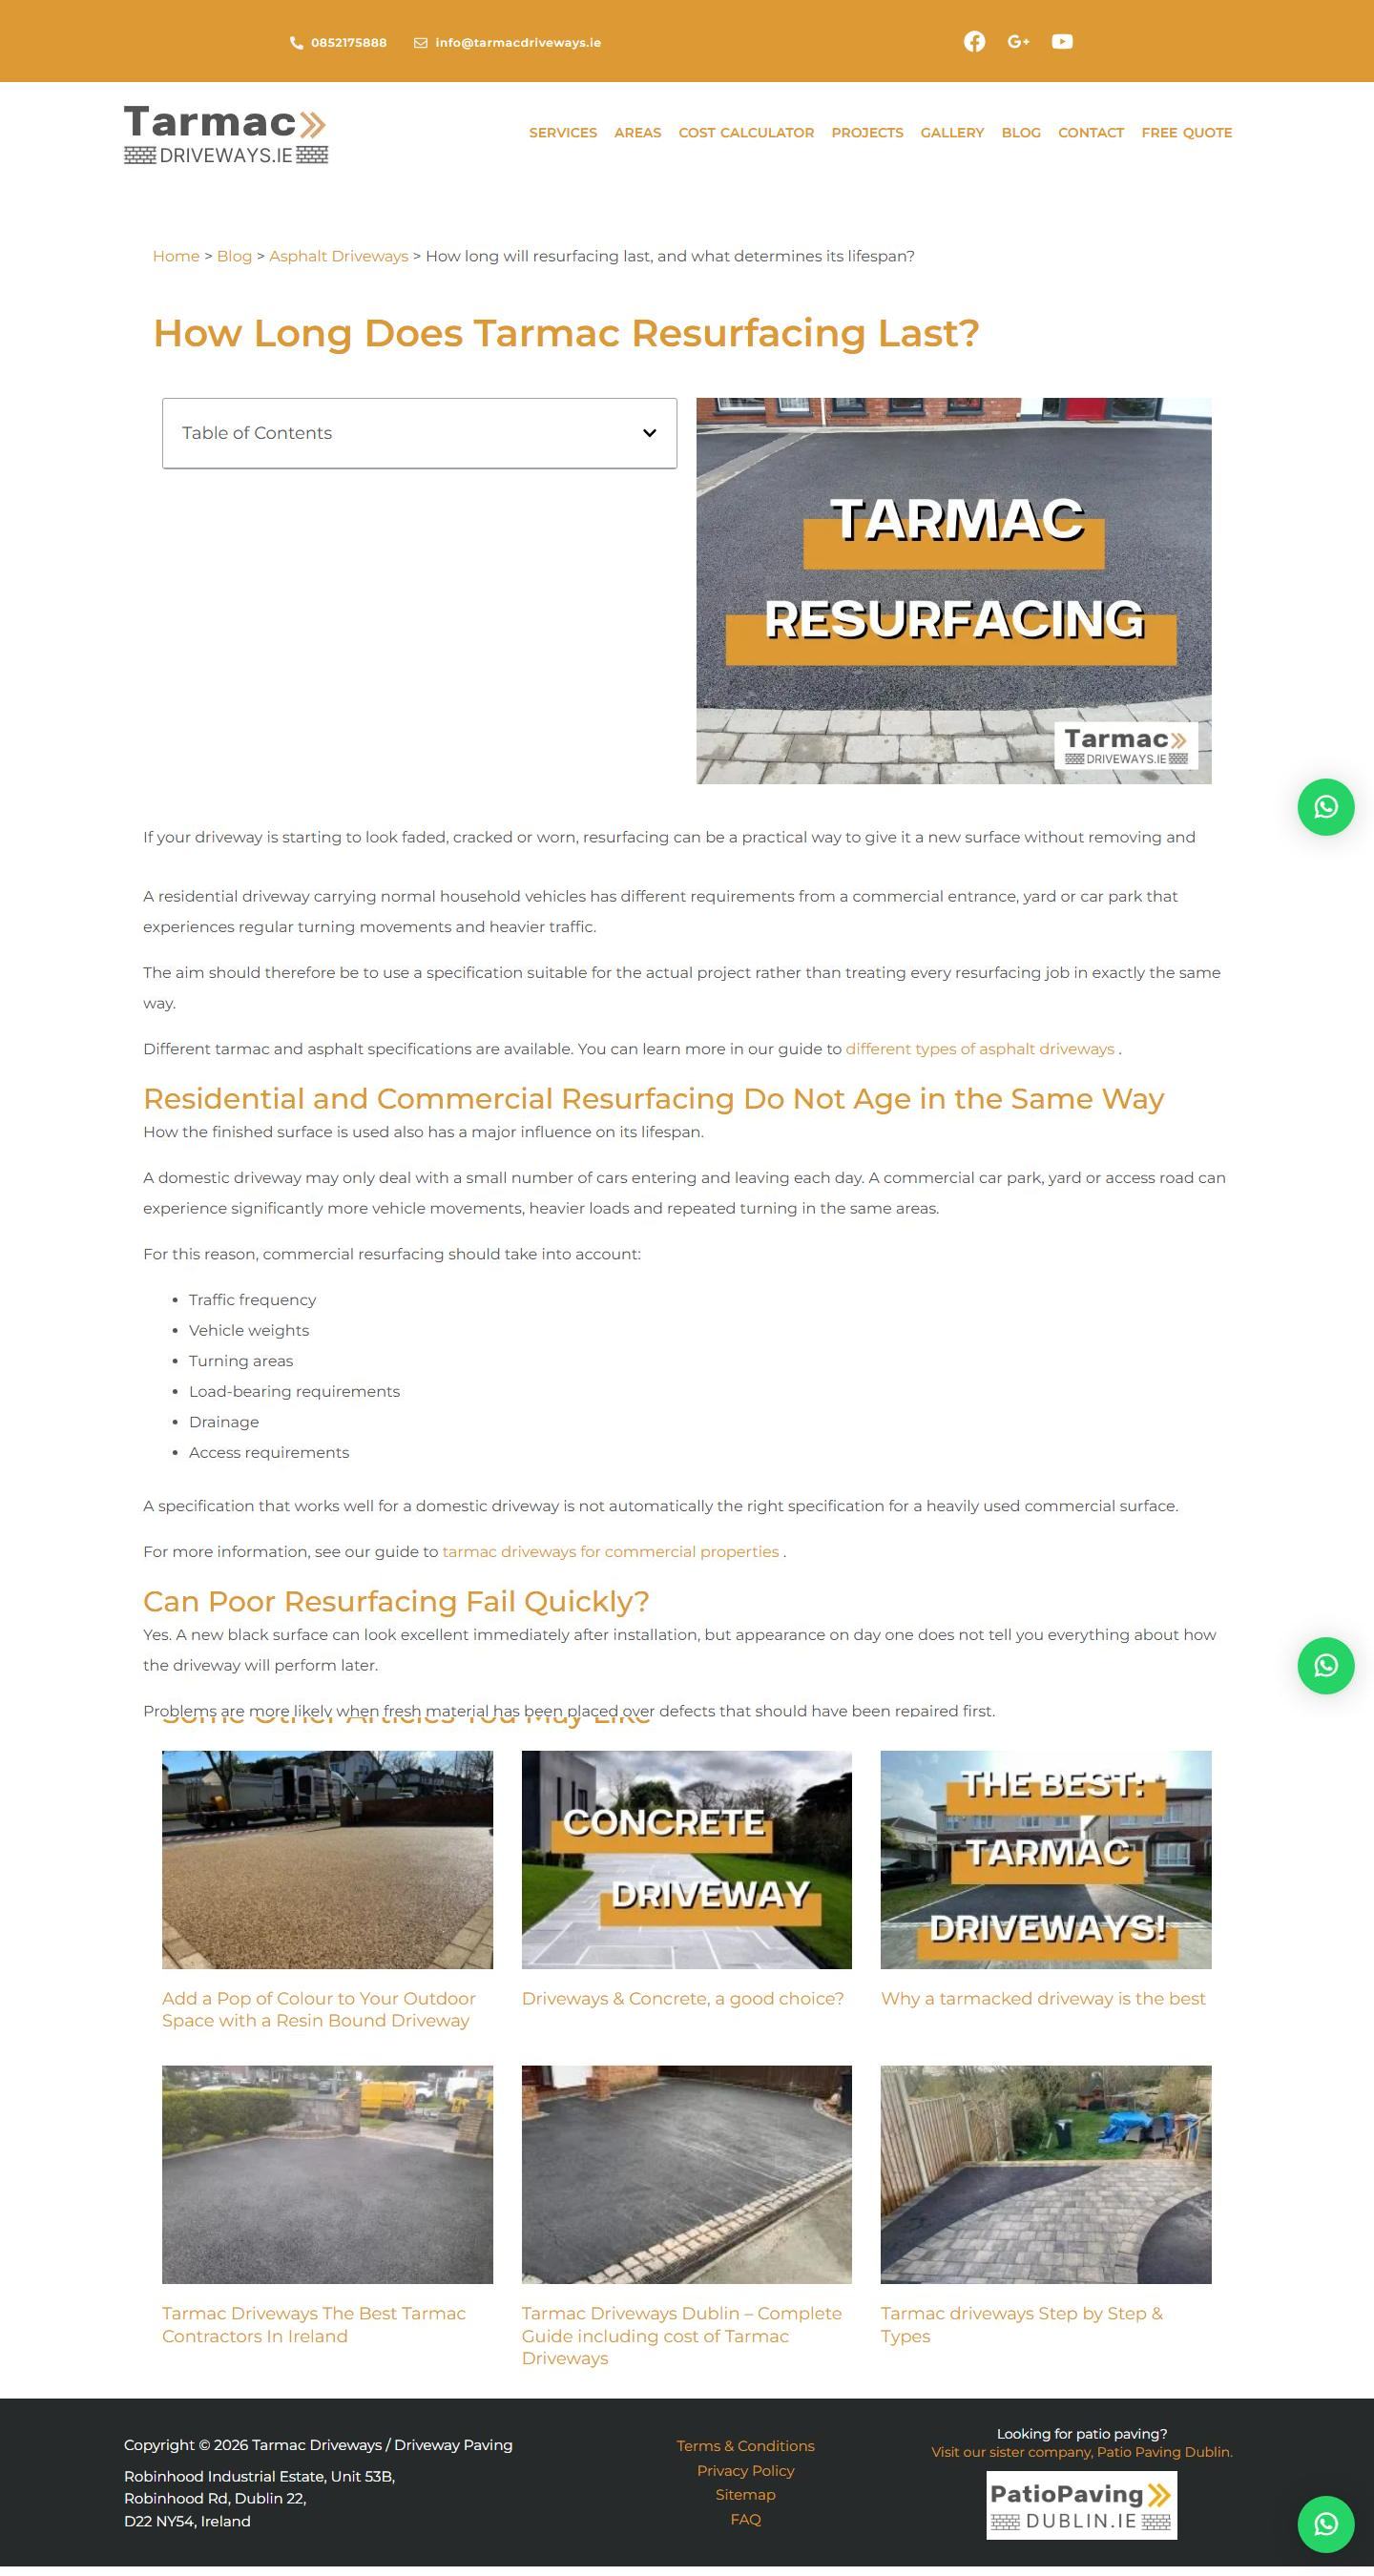 0852175888
info@tarmacdriveways.ie
Tarmac
DRIVEWAYS.IE
SERVICES AREAS COST CALCULATOR PROJECTS GALLERY BLOG CONTACT FREE QUOTE
Home > Blog > Asphalt Driveways > How long will resurfacing last, and what determines its lifespan?
How Long Does Tarmac Resurfacing Last?
Table of Contents
TARMAC
RESURFACING
Tarmac
DRIVEWAYS.IE
If your driveway is starting to look faded, cracked or worn, resurfacing can be a practical way to give it a new surface without removing and
A residential driveway carrying normal household vehicles has different requirements from a commercial entrance, yard or car park that
experiences regular turning movements and heavier traffic.
The aim should therefore be to use a specification suitable for the actual project rather than treating every resurfacing job in exactly the same
way.
Different tarmac and asphalt specifications are available. You can learn more in our guide to different types of asphalt driveways .
Residential and Commercial Resurfacing Do Not Age in the Same Way
How the finished surface is used also has a major influence on its lifespan.
A domestic driveway may only deal with a small number of cars entering and leaving each day. A commercial car park, yard or access road can
experience significantly more vehicle movements, heavier loads and repeated turning in the same areas.
For this reason, commercial resurfacing should take into account:
• Traffic frequency
• Vehicle weights
• Turning areas
• Load-bearing requirements
• Drainage
• Access requirements
A specification that works well for a domestic driveway is not automatically the right specification for a heavily used commercial surface.
For more information, see our guide to tarmac driveways for commercial properties .
Can Poor Resurfacing Fail Quickly?
Yes. A new black surface can look excellent immediately after installation, but appearance on day one does not tell you everything about how
the driveway will perform later.
Problems are more likely when fresh material has been placed over defects that should have been repaired first.
Some Other Articles You May Like
CONCRETE
DRIVEWAY
THE BEST:
TARMAC
DRIVEWAYS!
Add a Pop of Colour to Your Outdoor
Space with a Resin Bound Driveway
Driveways & Concrete, a good choice?
Why a tarmacked driveway is the best
Tarmac Driveways The Best Tarmac
Contractors In Ireland
Tarmac Driveways Dublin – Complete
Guide including cost of Tarmac
Driveways
Tarmac driveways Step by Step &
Types
Copyright © 2026 Tarmac Driveways / Driveway Paving
Robinhood Industrial Estate, Unit 53B,
Robinhood Rd, Dublin 22,
D22 NY54, Ireland
Terms & Conditions
Privacy Policy
Sitemap
FAQ
Looking for patio paving?
Visit our sister company, Patio Paving Dublin.
PatioPaving
DUBLIN.IE